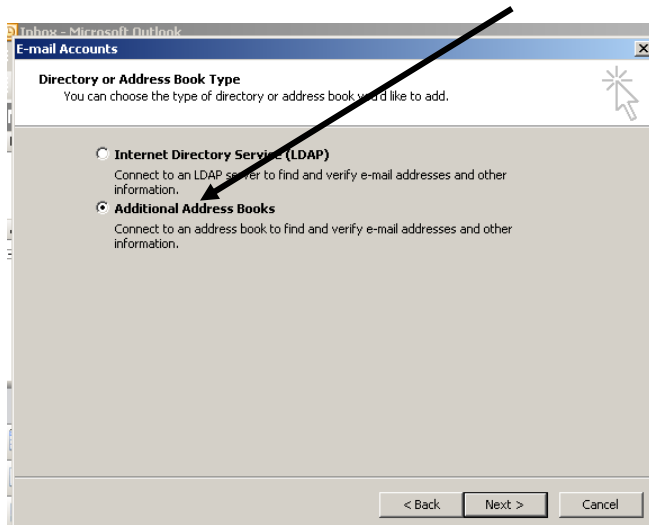 Inbox - Microsoft Outlook
E-mail Accounts
Directory or Address Book Type
You can choose the type of directory or address book you'd like to add.
Internet Directory Service (LDAP)
Connect to an LDAP server to find and verify e-mail addresses and other
information.
Additional Address Books
Connect to an address book to find and verify e-mail addresses and other
information.
< Back
Next >
Cancel